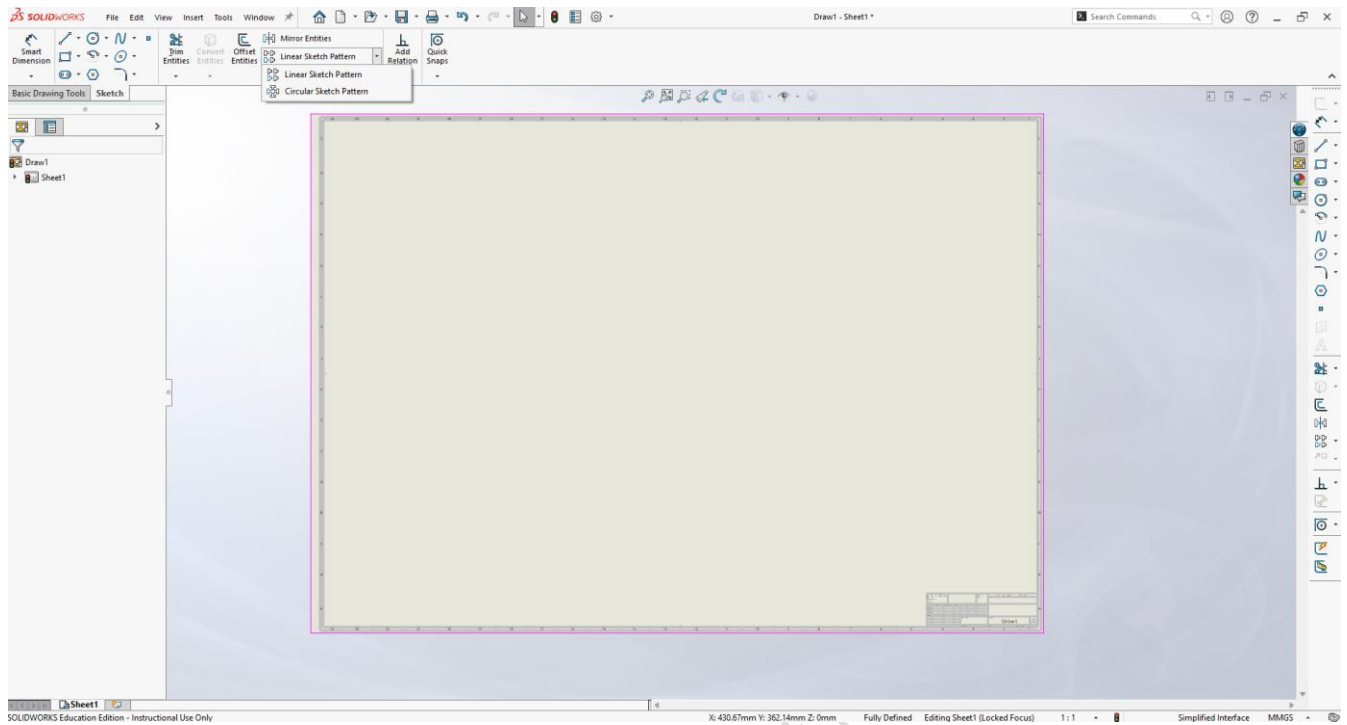 SOLIDWORKS File Edit View Insert Tools Window
Draw1 - Sheet1 *
Search Commands
Smart Dimension
Trim Entities
Convert Entities
Offset Entities
Mirror Entities
Linear Sketch Pattern
Add Relation
Quick Snaps
Linear Sketch Pattern
Circular Sketch Pattern
Basic Drawing Tools Sketch
Draw1
Sheet1
Draw1
Sheet1
SOLIDWORKS Education Edition - Instructional Use Only
X: 430.67mm Y: 362.14mm Z: 0mm Fully Defined Editing Sheet1 (Locked Focus) 1:1 Simplified Interface MMGS